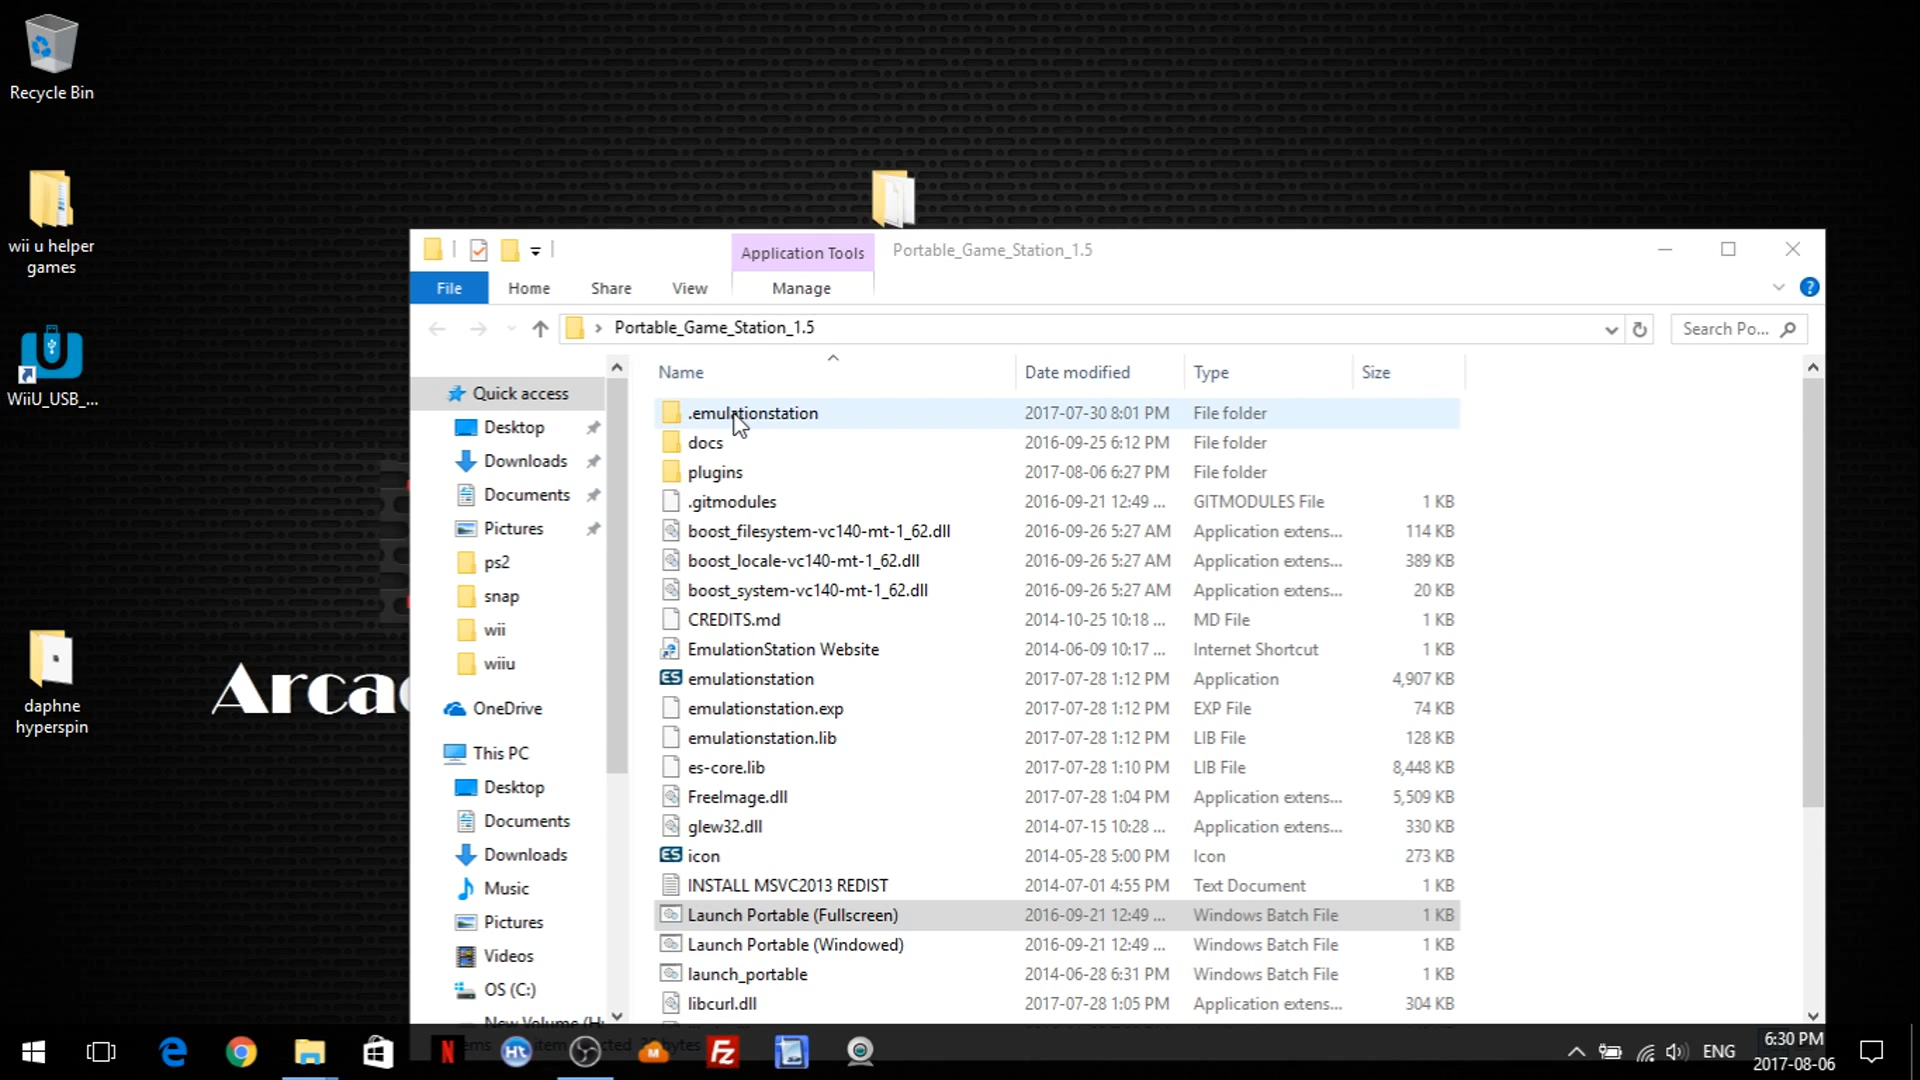 Recycle Bin
wii u helper
games
WiiU_USB_...
daphne
hyperspin
Arcad
Application Tools
Portable_Game_Station_1.5
File
Home
Share
View
Manage
Portable_Game_Station_1.5
Search Po...
Quick access
Desktop
Downloads
Documents
Pictures
ps2
snap
wii
wiiu
OneDrive
This PC
Desktop
Documents
Downloads
Music
Pictures
Videos
OS (C:)
New Volume (H:
Name Date modified Type Size
.emulationstation 2017-07-30 8:01 PM File folder
docs 2016-09-25 6:12 PM File folder
plugins 2017-08-06 6:27 PM File folder
.gitmodules 2016-09-21 12:49 ... GITMODULES File 1 KB
boost_filesystem-vc140-mt-1_62.dll 2016-09-26 5:27 AM Application extens... 114 KB
boost_locale-vc140-mt-1_62.dll 2016-09-26 5:27 AM Application extens... 389 KB
boost_system-vc140-mt-1_62.dll 2016-09-26 5:27 AM Application extens... 20 KB
CREDITS.md 2014-10-25 10:18 ... MD File 1 KB
EmulationStation Website 2014-06-09 10:17 ... Internet Shortcut 1 KB
ES emulationstation 2017-07-28 1:12 PM Application 4,907 KB
emulationstation.exp 2017-07-28 1:12 PM EXP File 74 KB
emulationstation.lib 2017-07-28 1:12 PM LIB File 128 KB
es-core.lib 2017-07-28 1:10 PM LIB File 8,448 KB
FreeImage.dll 2017-07-28 1:04 PM Application extens... 5,509 KB
glew32.dll 2014-07-15 10:28 ... Application extens... 330 KB
ES icon 2014-05-28 5:00 PM Icon 273 KB
INSTALL MSVC2013 REDIST 2014-07-01 4:55 PM Text Document 1 KB
Launch Portable (Fullscreen) 2016-09-21 12:49 ... Windows Batch File 1 KB
Launch Portable (Windowed) 2016-09-21 12:49 ... Windows Batch File 1 KB
launch_portable 2014-06-28 6:31 PM Windows Batch File 1 KB
libcurl.dll 2017-07-28 1:05 PM Application extens... 304 KB
ENG
6:30 PM
2017-08-06